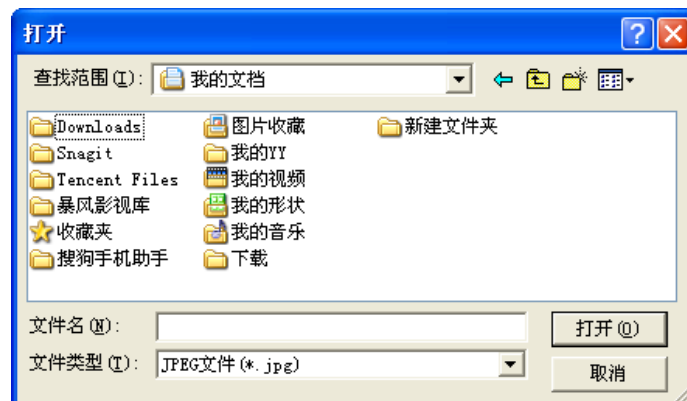 打开
查找范围(I): 我的文档
Downloads
Snagit
Tencent Files
暴风影视库
收藏夹
搜狗手机助手
图片收藏
我的YY
我的视频
我的形状
我的音乐
下载
新建文件夹
文件名(N): 打开(O)
文件类型(T): JPEG文件(*.jpg) 取消